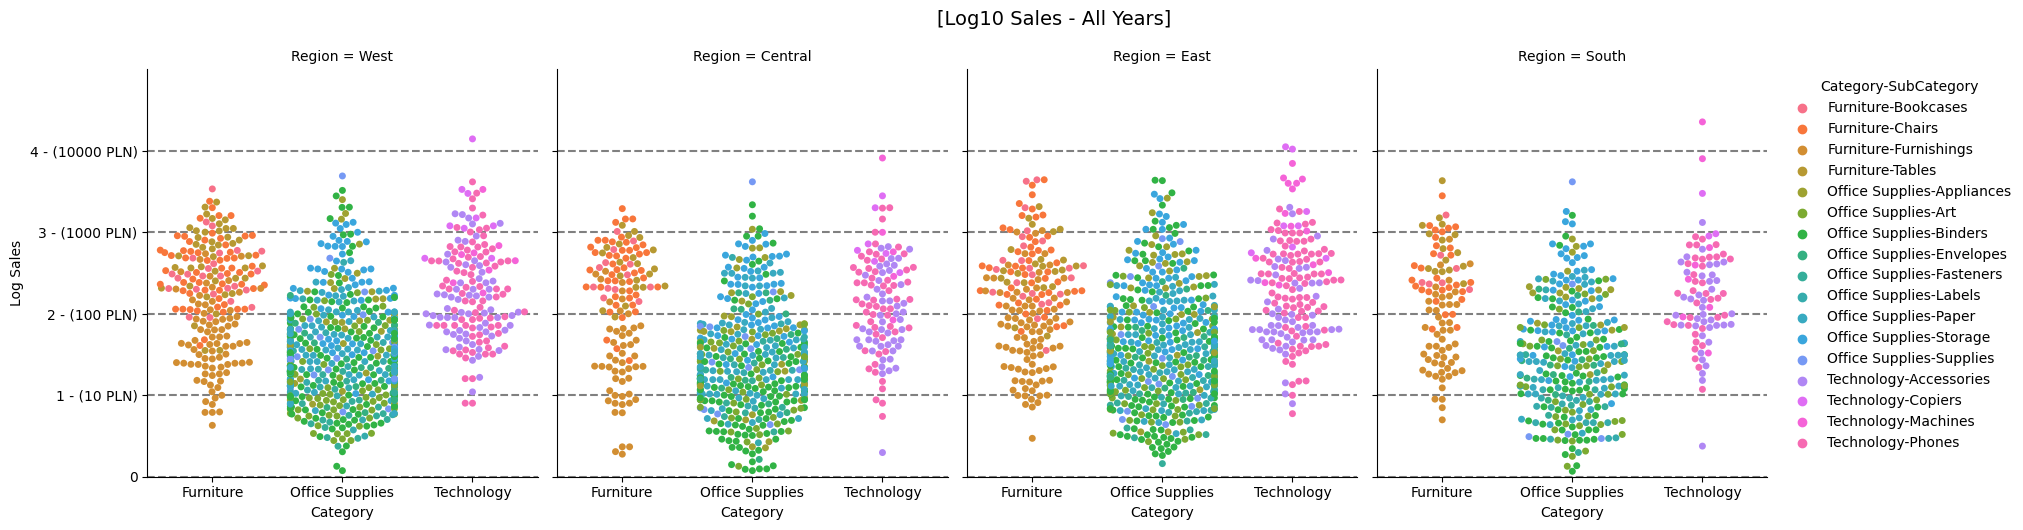 [Log10 Sales - All Years]
Region = West
Region = Central
Region = East
Region = South
Log Sales
4 - (10000 PLN)
3 - (1000 PLN)
2 - (100 PLN)
1 - (10 PLN)
0
Furniture
Office Supplies
Technology
Category
Furniture
Office Supplies
Technology
Category
Furniture
Office Supplies
Technology
Category
Furniture
Office Supplies
Technology
Category
Category-SubCategory
Furniture-Bookcases
Furniture-Chairs
Furniture-Furnishings
Furniture-Tables
Office Supplies-Appliances
Office Supplies-Art
Office Supplies-Binders
Office Supplies-Envelopes
Office Supplies-Fasteners
Office Supplies-Labels
Office Supplies-Paper
Office Supplies-Storage
Office Supplies-Supplies
Technology-Accessories
Technology-Copiers
Technology-Machines
Technology-Phones